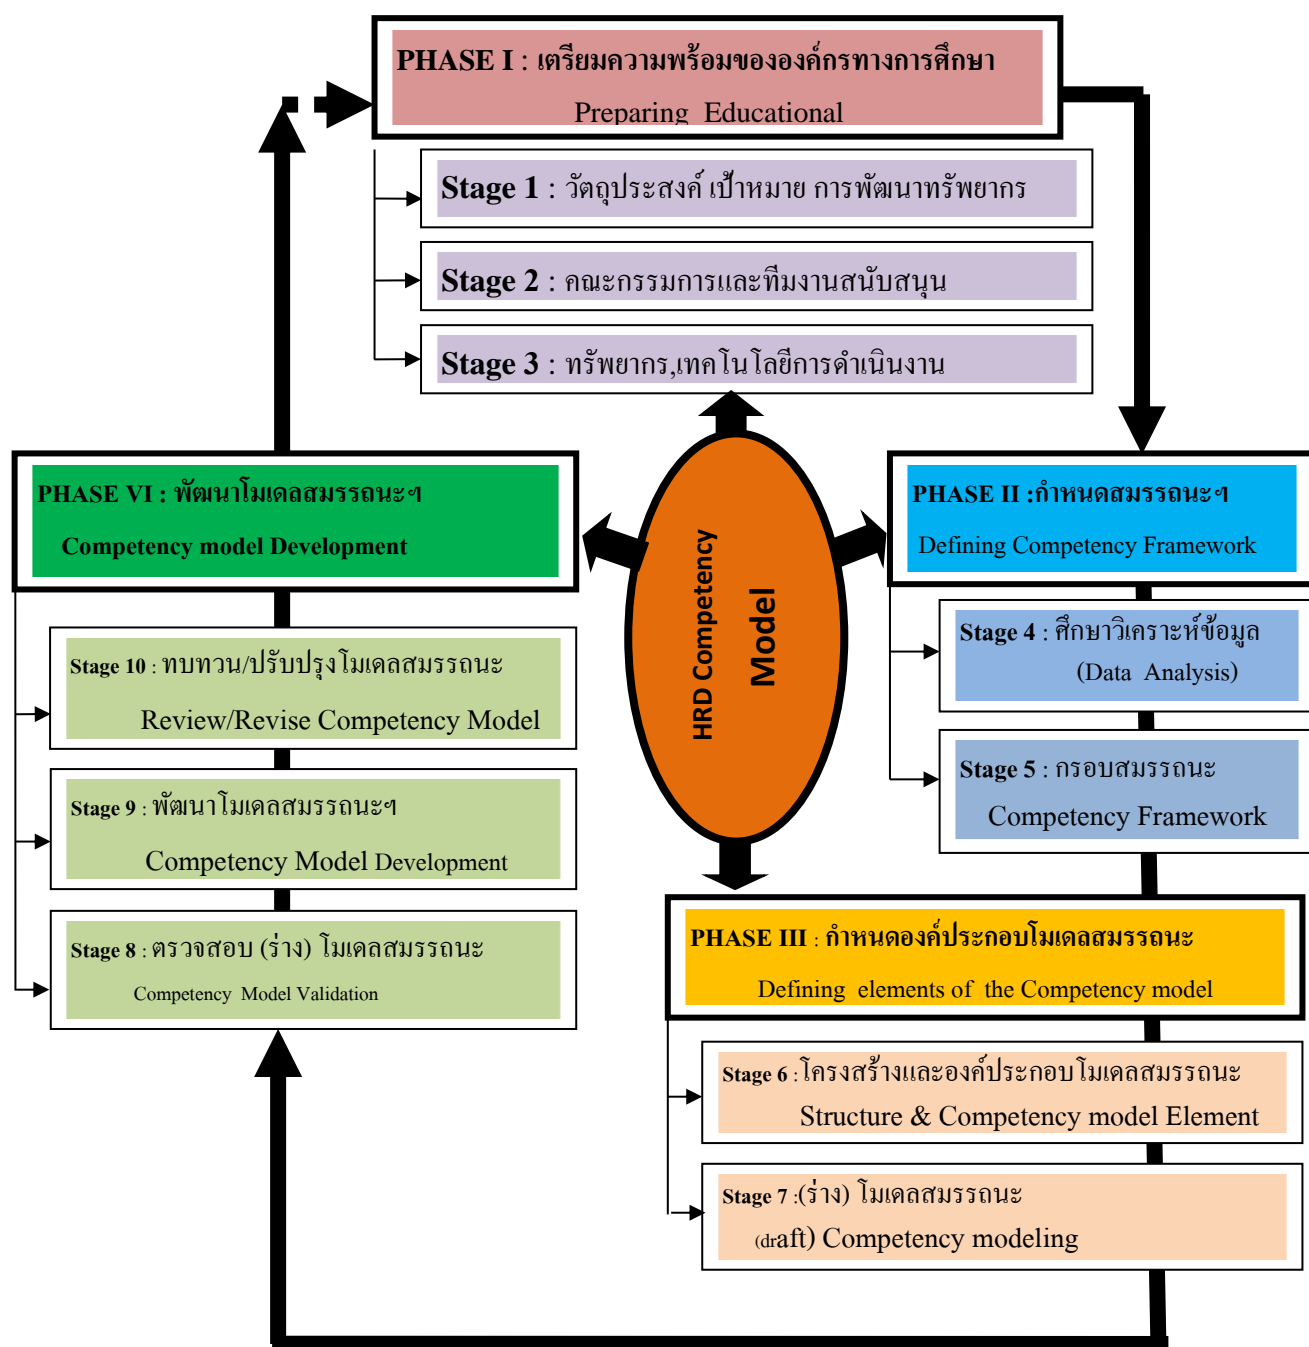 PHASE I : เตรียมความพร้อมขององค์กรทางการศึกษา
Preparing Educational
Stage 1 : วัตถุประสงค์ เป้าหมาย การพัฒนาทรัพยากร
Stage 2 : คณะกรรมการและทีมงานสนับสนุน
Stage 3 : ทรัพยากร,เทคโนโลยีการดำเนินงาน
HRD Competency
Model
PHASE II :กำหนดสมรรถนะฯ
Defining Competency Framework
Stage 4 : ศึกษาวิเคราะห์ข้อมูล
(Data Analysis)
Stage 5 : กรอบสมรรถนะ
Competency Framework
PHASE III : กำหนดองค์ประกอบโมเดลสมรรถนะ
Defining elements of the Competency model
Stage 6 : โครงสร้างและองค์ประกอบโมเดลสมรรถนะ
Structure & Competency model Element
Stage 7 :(ร่าง) โมเดลสมรรถนะ
(draft) Competency modeling
PHASE VI : พัฒนาโมเดลสมรรถนะฯ
Competency model Development
Stage 10 : ทบทวน/ปรับปรุงโมเดลสมรรถนะ
Review/Revise Competency Model
Stage 9 : พัฒนาโมเดลสมรรถนะฯ
Competency Model Development
Stage 8 : ตรวจสอบ (ร่าง) โมเดลสมรรถนะ
Competency Model Validation